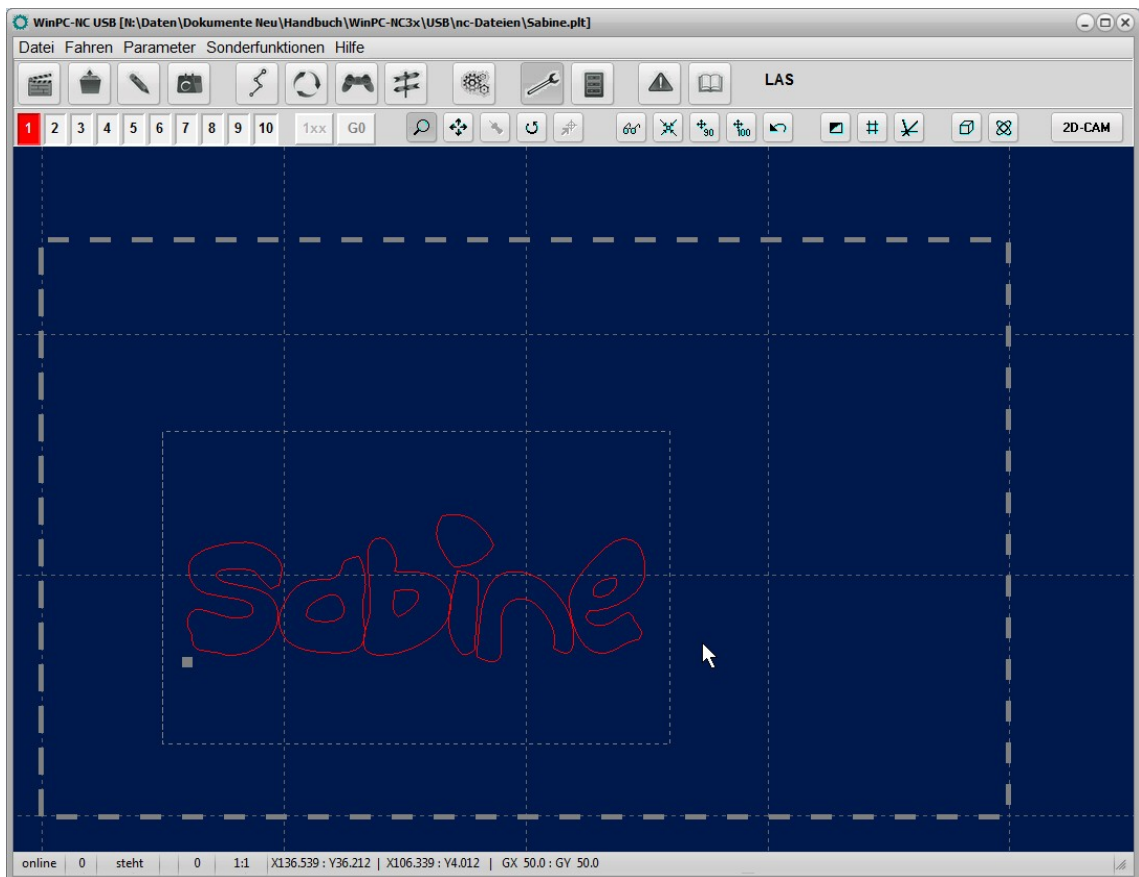 WinPC-NC USB [N:\Daten\Dokumente Neu\Handbuch\WinPC-NC3x\USB\nc-Dateien\Sabine.plt]
Datei Fahren Parameter Sonderfunktionen Hilfe
C LAS
1 2 3 4 5 6 7 8 9 10 1xx G0 90 100 2D-CAM
Sabine
online 0 steht 0 1:1 X136.539 : Y36.212 | X106.339 : Y4.012 | GX 50.0 : GY 50.0